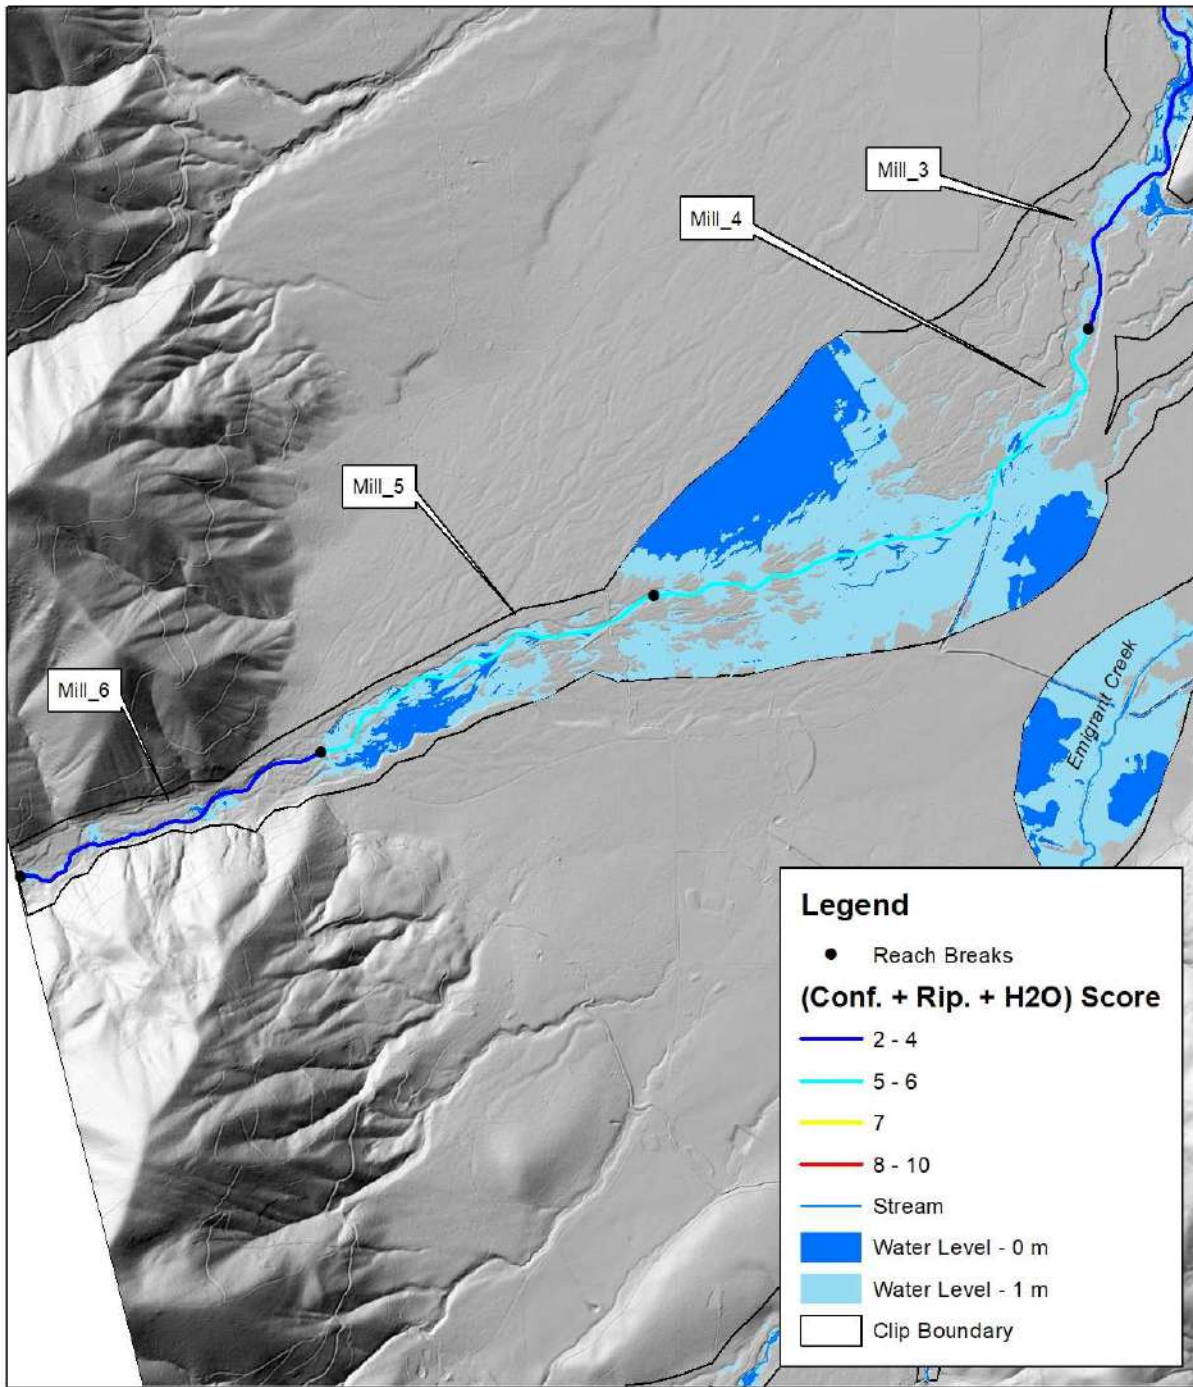 Mill_3
Mill_4
Mill_5
Mill_6
Emigrant Creek
Legend
Reach Breaks
(Conf. + Rip. + H2O) Score
2 - 4
5 - 6
7
8 - 10
Stream
Water Level - 0 m
Water Level - 1 m
Clip Boundary